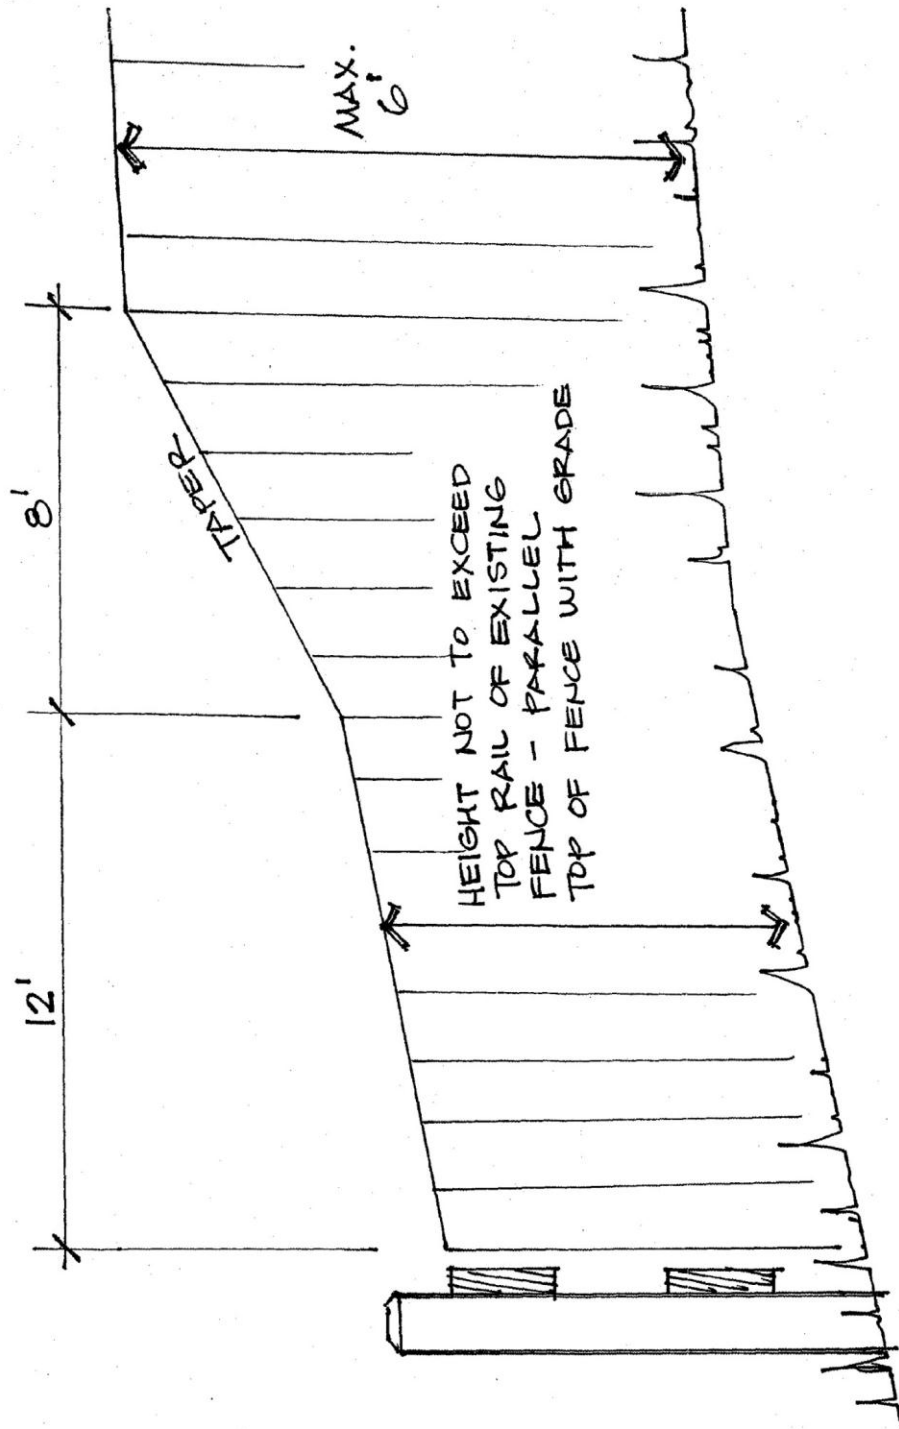 12'
8'
TAPER
MAX.
6'
HEIGHT NOT TO EXCEED
TOP RAIL OF EXISTING
FENCE - PARALLEL
TOP OF FENCE WITH GRADE